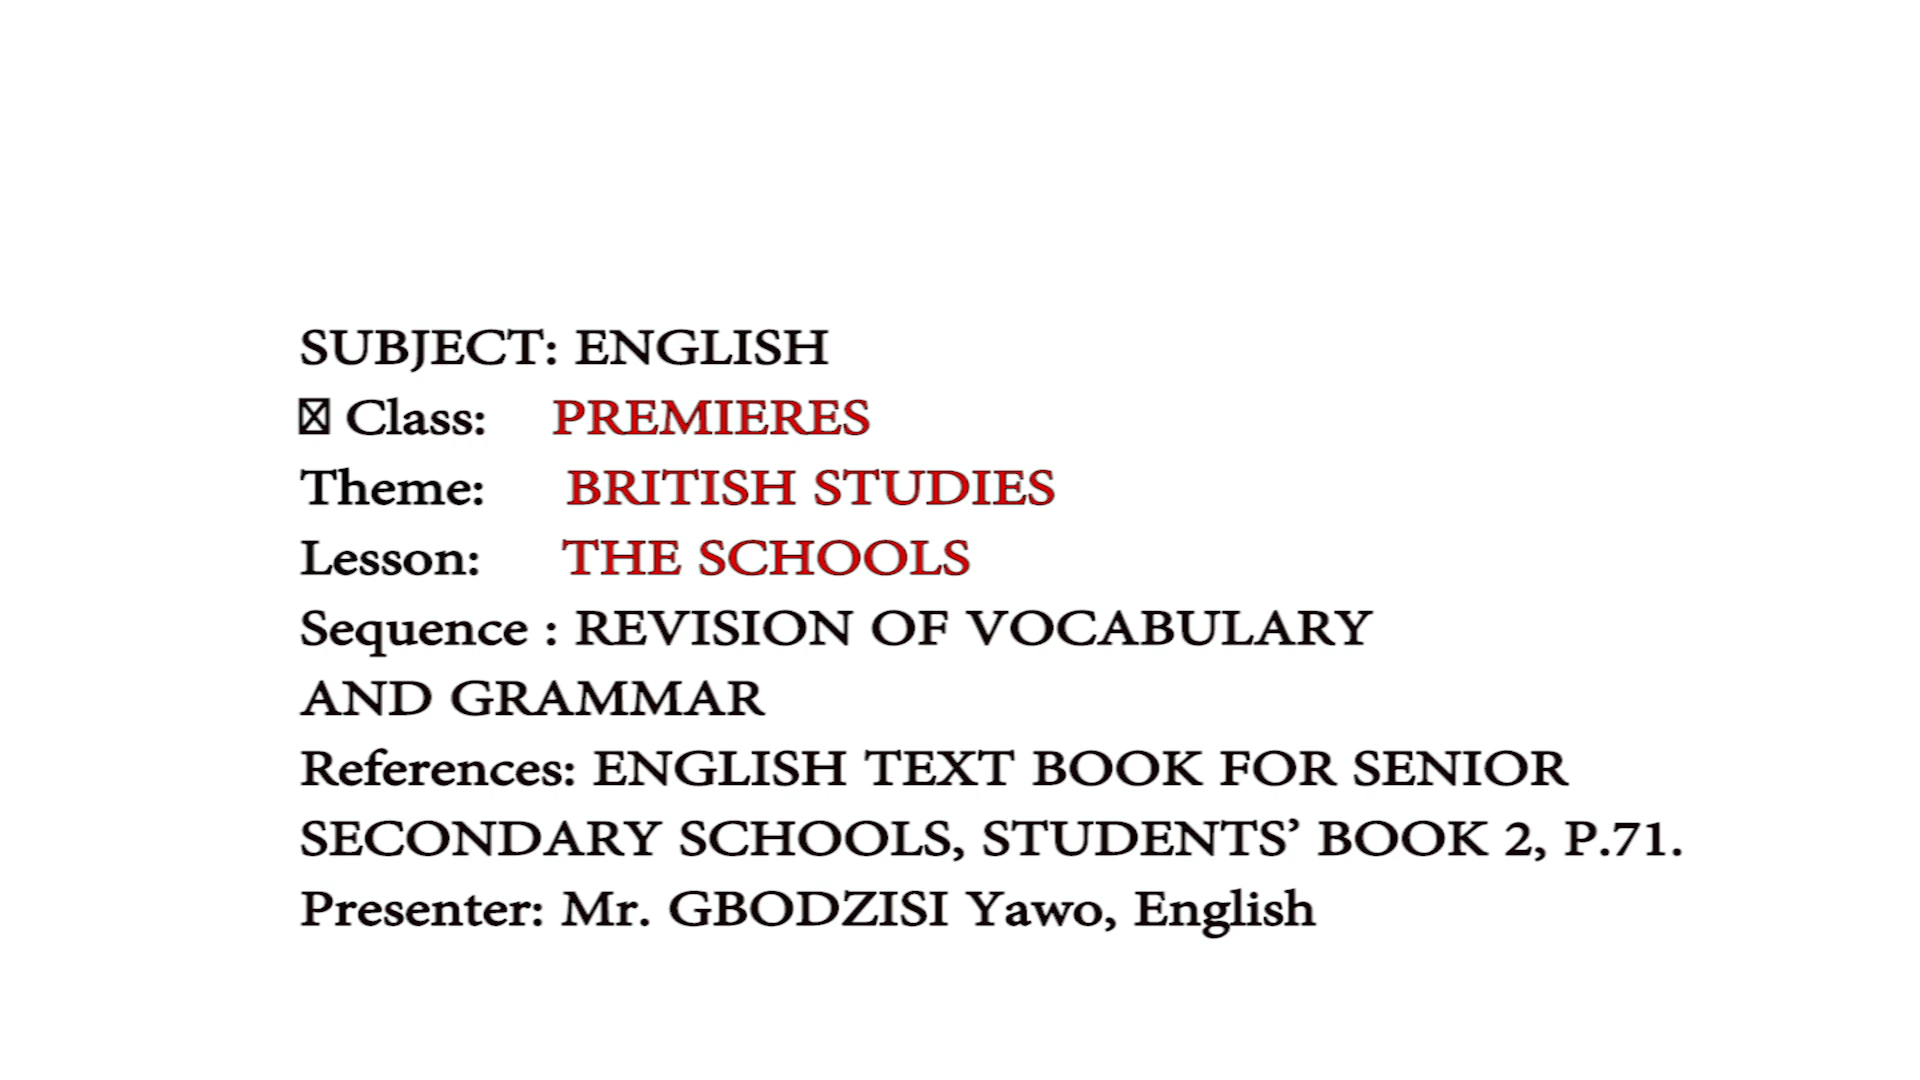 SUBJECT: ENGLISH
Class: PREMIERES
Theme: BRITISH STUDIES
Lesson: THE SCHOOLS
Sequence : REVISION OF VOCABULARY
AND GRAMMAR
References: ENGLISH TEXT BOOK FOR SENIOR
SECONDARY SCHOOLS, STUDENTS’ BOOK 2, P.71.
Presenter: Mr. GBODZISI Yawo, English